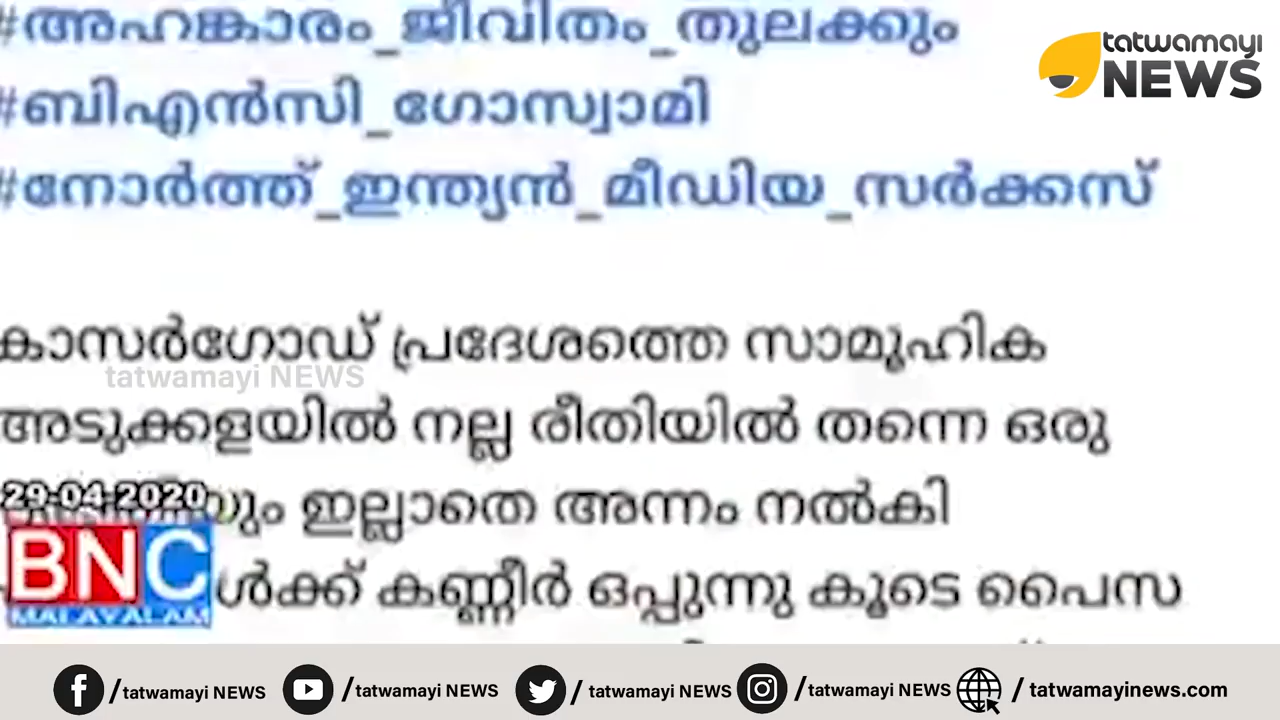 #അഹങ്കാരം_ജീവിതം_തുലക്കും
tatwamayi
NEWS
#ബിഎൻസി_ഗോസ്വാമി
#നോർത്ത്_ഇന്ത്യൻ_മീഡിയ_സർക്കസ്
കാസർഗോഡ് പ്രദേശത്തെ സാമൂഹിക
tatwamayi NEWS
അടുക്കളയിൽ നല്ല രീതിയിൽ തന്നെ ഒരു
29-04-2020
ഇല്ലാതെ അന്നം നൽകി
BNC
MALAYALAM
കണ്ണീർ ഒപ്പുന്നു കൂടെ പൈസ
/tatwamayi NEWS /tatwamayi NEWS / tatwamayi NEWS /tatwamayi NEWS / tatwamayinews.com